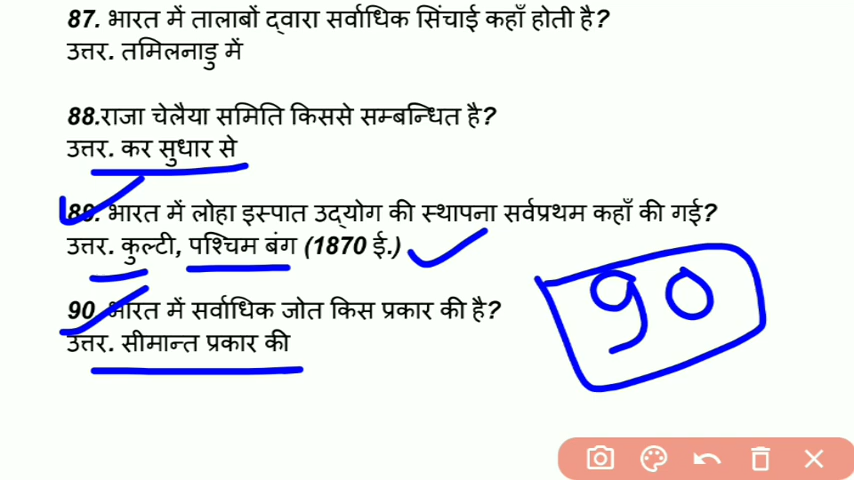 87. भारत में तालाबों द्वारा सर्वाधिक सिंचाई कहाँ होती है?
उत्तर. तमिलनाडु में
88.राजा चेलैया समिति किससे सम्बन्धित है?
उत्तर. कर सुधार से
89. भारत में लोहा इस्पात उद्योग की स्थापना सर्वप्रथम कहाँ की गई?
उत्तर. कुल्टी, पश्चिम बंग (1870 ई.)
90. भारत में सर्वाधिक जोत किस प्रकार की है?
उत्तर. सीमान्त प्रकार की
90